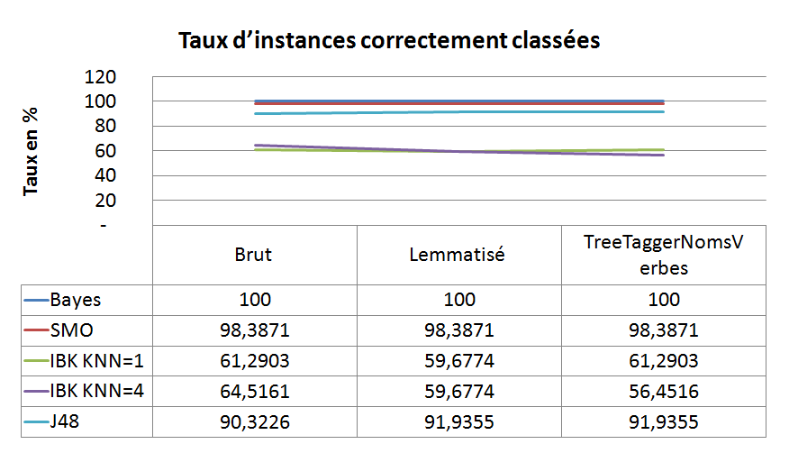 Taux d’instances correctement classées
Taux en %
120
100
80
60
40
20
-
Brut Lemmatisé TreeTaggerNomsV
erbes
Bayes 100 100 100
SMO 98,3871 98,3871 98,3871
IBK KNN=1 61,2903 59,6774 61,2903
IBK KNN=4 64,5161 59,6774 56,4516
J48 90,3226 91,9355 91,9355